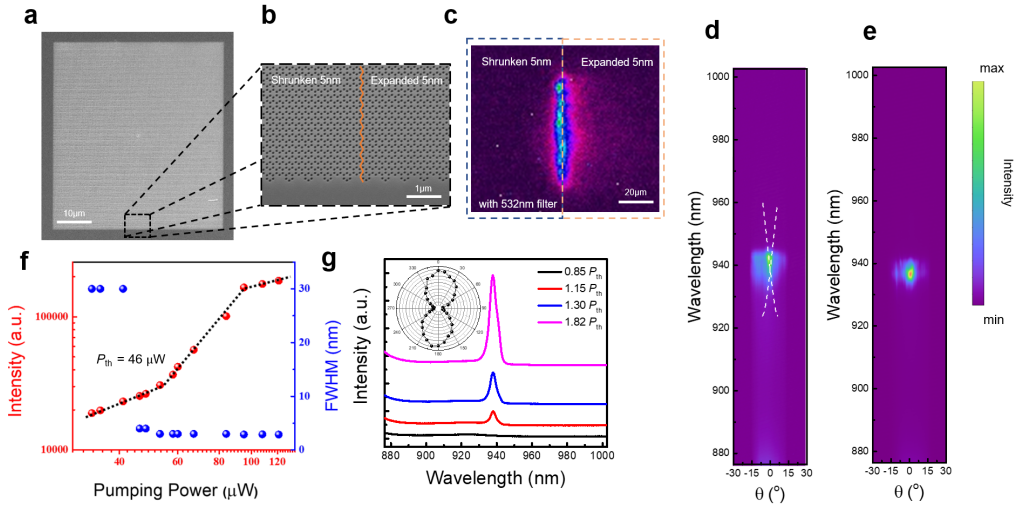 a
10μm
b
Shrunken 5nm
Expanded 5nm
1μm
c
Shrunken 5nm
Expanded 5nm
with 532nm filter
20μm
d
Wavelength (nm)
1000
980
960
940
920
900
880
-30 -15 0 15 30
θ (°)
e
Wavelength (nm)
1000
980
960
940
920
900
880
-30 -15 0 15 30
θ (°)
max
Intensity
min
f
Intensity (a.u.)
100000
10000
Pth = 46 μW
40 60 80 100 120
Pumping Power (μW)
30
25
20
15
10
5
0
FWHM (nm)
g
Intensity (a.u.)
0.85 Pth
1.15 Pth
1.30 Pth
1.82 Pth
880 900 920 940 960 980 1000
Wavelength (nm)